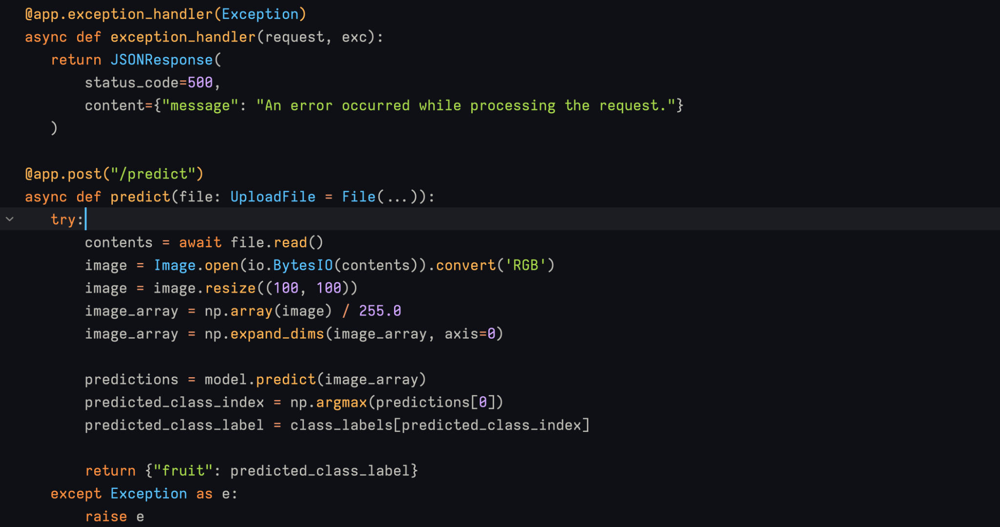 @app.exception_handler(Exception)
async def exception_handler(request, exc):
   return JSONResponse(
       status_code=500,
       content={"message": "An error occurred while processing the request."}
   )

@app.post("/predict")
async def predict(file: UploadFile = File(...)):
   try:
       contents = await file.read()
       image = Image.open(io.BytesIO(contents)).convert('RGB')
       image = image.resize((100, 100))
       image_array = np.array(image) / 255.0
       image_array = np.expand_dims(image_array, axis=0)

       predictions = model.predict(image_array)
       predicted_class_index = np.argmax(predictions[0])
       predicted_class_label = class_labels[predicted_class_index]

       return {"fruit": predicted_class_label}
   except Exception as e:
       raise e